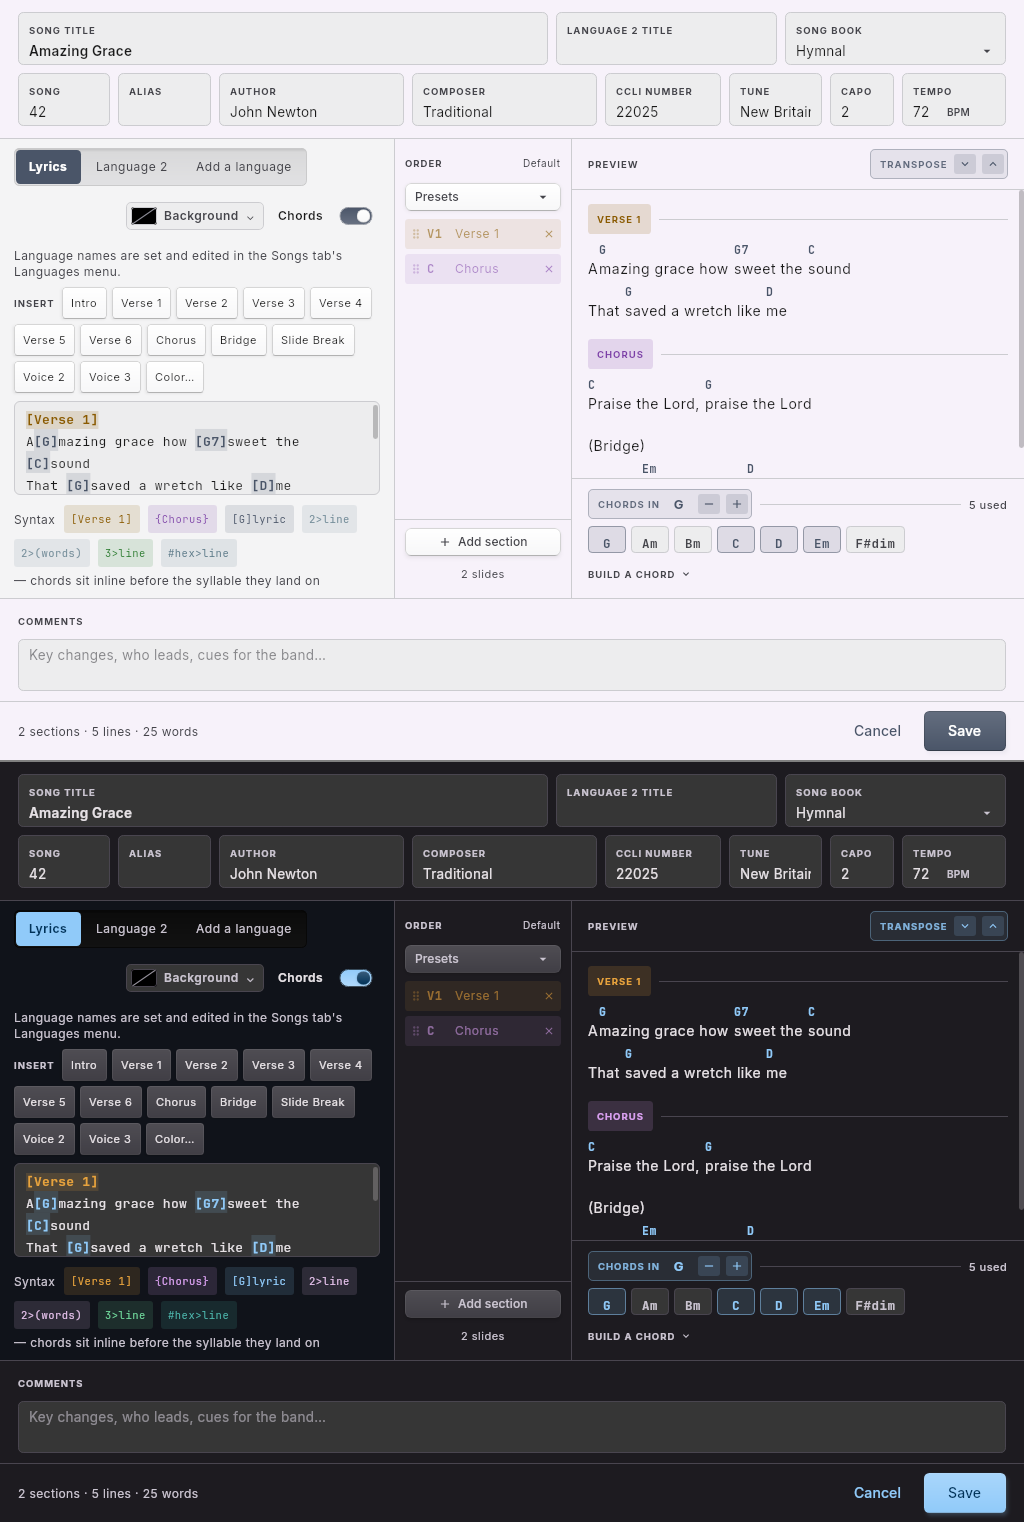 SONG TITLE
Amazing Grace
LANGUAGE 2 TITLE
SONG BOOK
Hymnal
SONG
42
ALIAS
AUTHOR
John Newton
COMPOSER
Traditional
CCLI NUMBER
22025
TUNE
New Britain
CAPO
2
TEMPO
72 BPM
Lyrics Language 2 Add a language
Background Chords
Language names are set and edited in the Songs tab's
Languages menu.
INSERT Intro Verse 1 Verse 2 Verse 3 Verse 4
Verse 5 Verse 6 Chorus Bridge Slide Break
Voice 2 Voice 3 Color...
[Verse 1]
A[G]mazing grace how [G7]sweet the
[C]sound
That [G]saved a wretch like [D]me
Syntax [Verse 1] {Chorus} [G]lyric 2>line
2>(words) 3>line #hex>line
— chords sit inline before the syllable they land on
ORDER Default
Presets
V1 Verse 1 ×
C Chorus ×
+ Add section
2 slides
PREVIEW TRANSPOSE
VERSE 1
G G7 C
Amazing grace how sweet the sound
G D
That saved a wretch like me
CHORUS
C G
Praise the Lord, praise the Lord
(Bridge)
Em D
CHORDS IN G − + 5 used
G Am Bm C D Em F#dim
BUILD A CHORD
COMMENTS
Key changes, who leads, cues for the band...
2 sections · 5 lines · 25 words
Cancel Save
SONG TITLE
Amazing Grace
LANGUAGE 2 TITLE
SONG BOOK
Hymnal
SONG
42
ALIAS
AUTHOR
John Newton
COMPOSER
Traditional
CCLI NUMBER
22025
TUNE
New Britain
CAPO
2
TEMPO
72 BPM
Lyrics Language 2 Add a language
Background Chords
Language names are set and edited in the Songs tab's
Languages menu.
INSERT Intro Verse 1 Verse 2 Verse 3 Verse 4
Verse 5 Verse 6 Chorus Bridge Slide Break
Voice 2 Voice 3 Color...
[Verse 1]
A[G]mazing grace how [G7]sweet the
[C]sound
That [G]saved a wretch like [D]me
Syntax [Verse 1] {Chorus} [G]lyric 2>line
2>(words) 3>line #hex>line
— chords sit inline before the syllable they land on
ORDER Default
Presets
V1 Verse 1 ×
C Chorus ×
+ Add section
2 slides
PREVIEW TRANSPOSE
VERSE 1
G G7 C
Amazing grace how sweet the sound
G D
That saved a wretch like me
CHORUS
C G
Praise the Lord, praise the Lord
(Bridge)
Em D
CHORDS IN G − + 5 used
G Am Bm C D Em F#dim
BUILD A CHORD
COMMENTS
Key changes, who leads, cues for the band...
2 sections · 5 lines · 25 words
Cancel Save